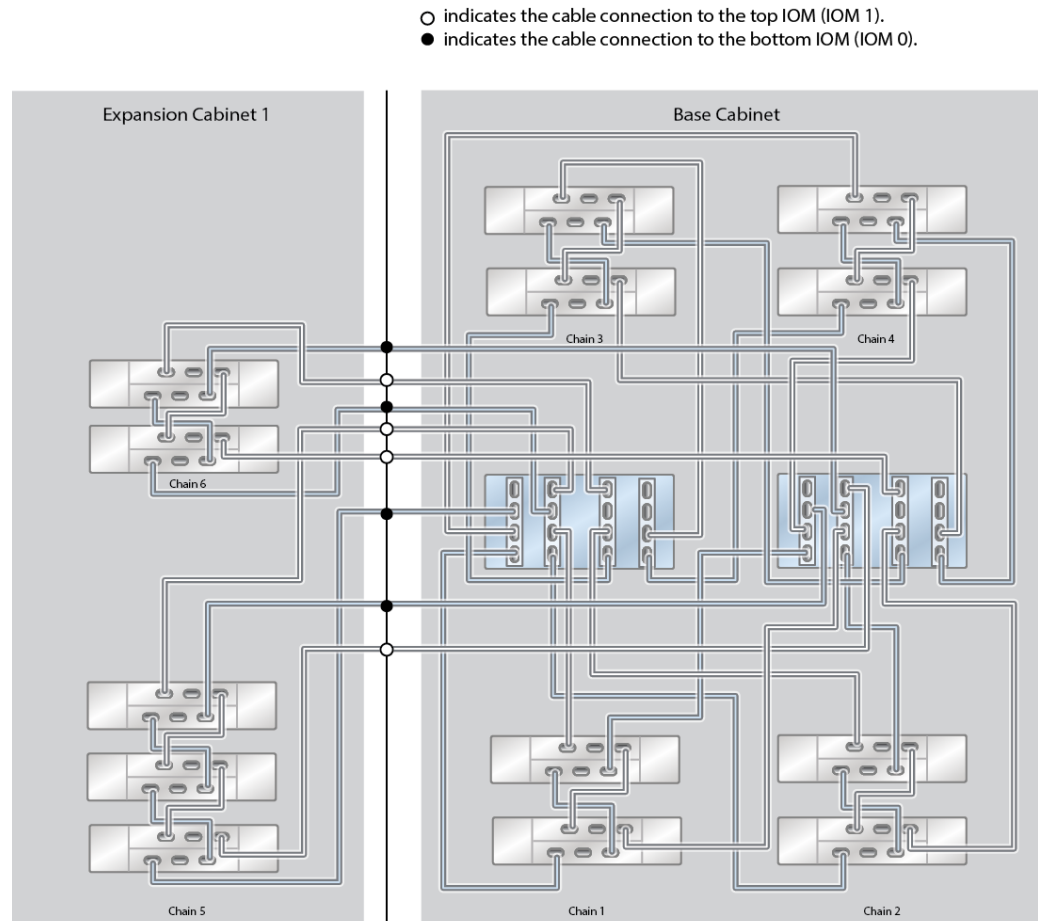 indicates the cable connection to the top IOM (IOM 1).
indicates the cable connection to the bottom IOM (IOM 0).
Expansion Cabinet 1
Base Cabinet
Chain 3
Chain 4
Chain 6
Chain 5
Chain 1
Chain 2